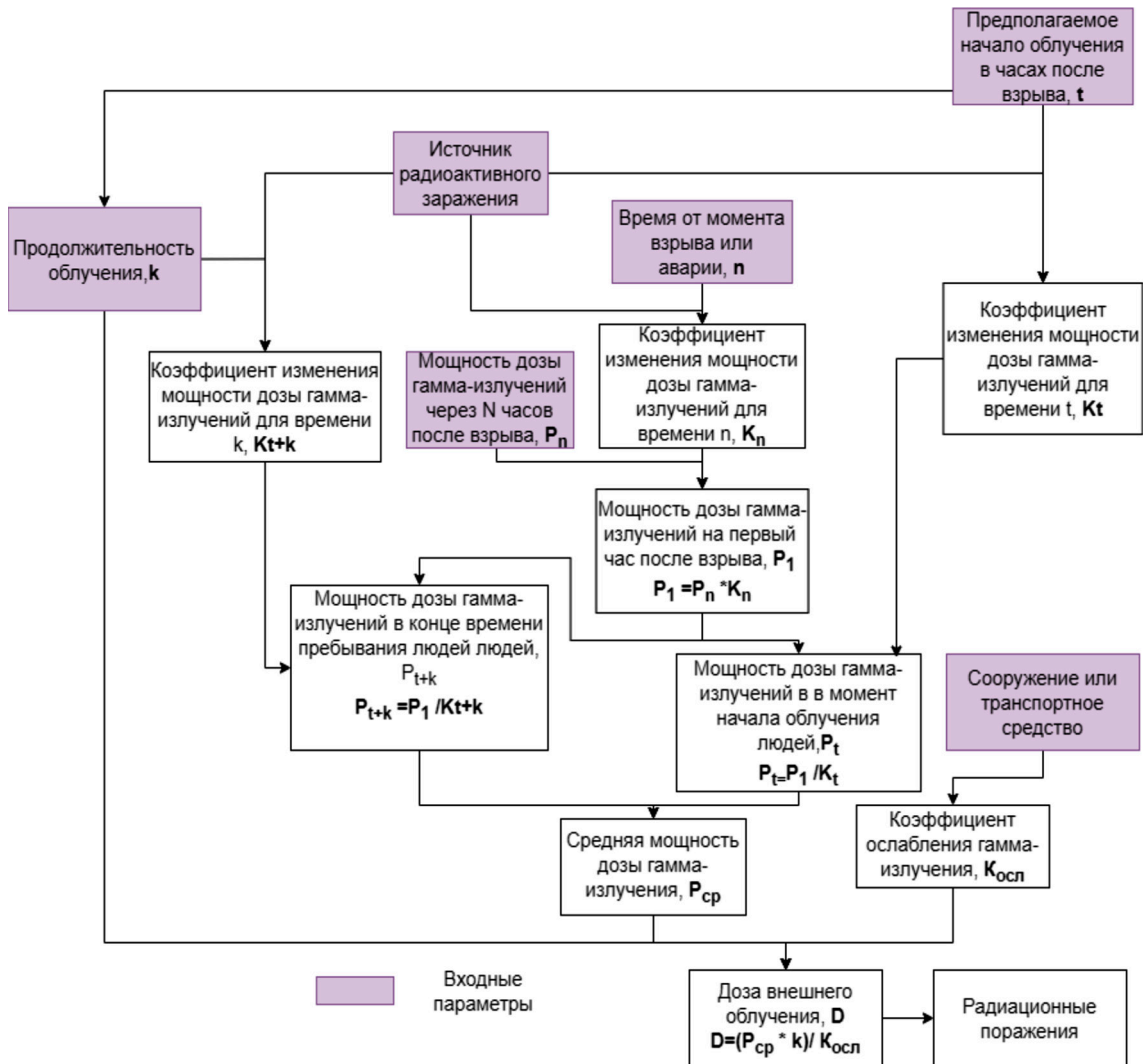 Предполагаемое
начало облучения
в часах после
взрыва, t
Источник
радиоактивного
заражения
Время от момента
взрыва или
аварии, n
Продолжительность
облучения,k
Коэффициент
изменения мощности
дозы гамма-
излучений для
времени t, Kt
Коэффициент изменения
мощности дозы гамма-
излучений для времени
k, Kt+k
Мощность дозы
гамма-излучений
через N часов
после взрыва, Pn
Коэффициент
изменения мощности
дозы гамма-
излучений для
времени n, Kn
Мощность дозы гамма-
излучений на первый
час после взрыва, P1
P1 =Pn *Kn
Мощность дозы гамма-
излучений в конце времени
пребывания людей людей,
Pt+k
Pt+k =P1 /Kt+k
Мощность дозы гамма-
излучений в в момент
начала облучения
людей,Pt
Pt=P1 /Kt
Сооружение или
транспортное
средство
Средняя мощность
дозы гамма-
излучения, Pср
Коэффициент
ослабления гамма-
излучения, Косл
Входные
параметры
Доза внешнего
облучения, D
D=(Pср * k)/ Косл
Радиационные
поражения